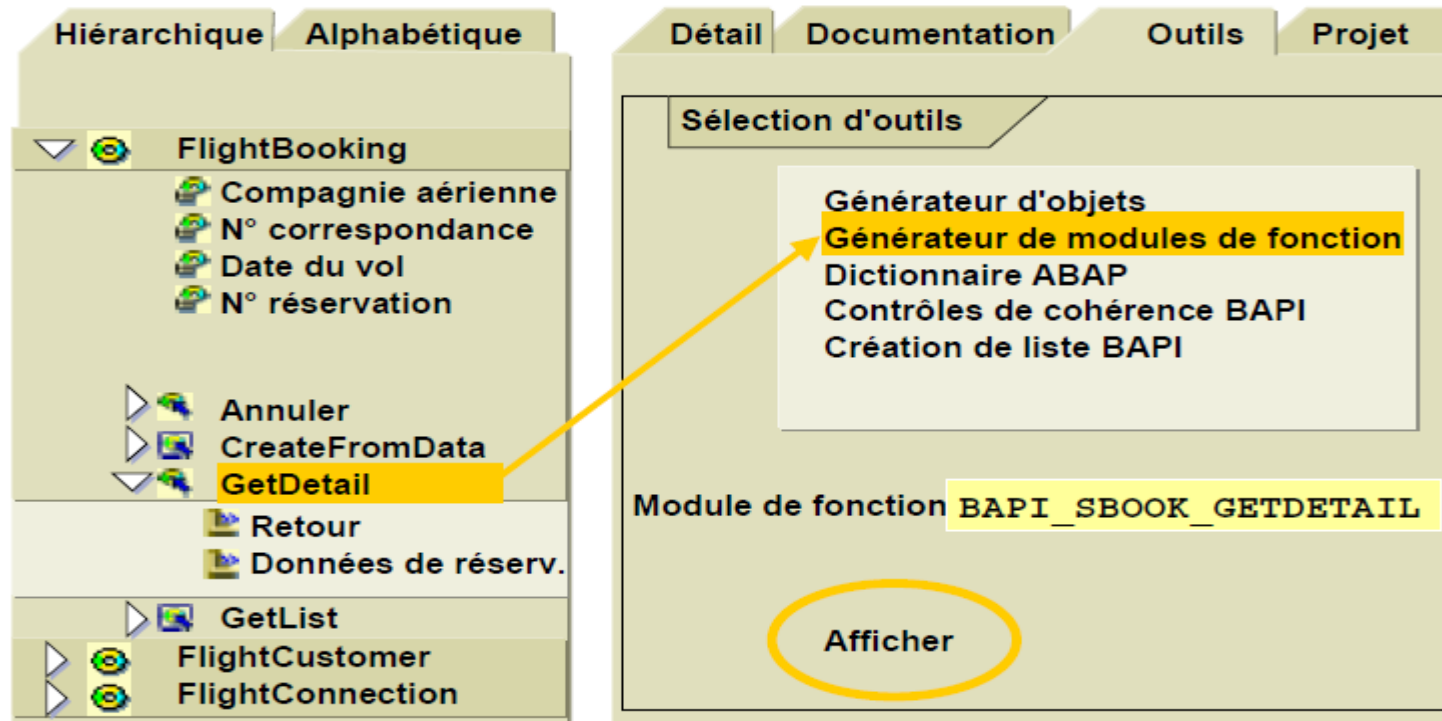 Hiérarchique Alphabétique
FlightBooking
Compagnie aérienne
N° correspondance
Date du vol
N° réservation
Annuler
CreateFromData
GetDetail
Retour
Données de réserv.
GetList
FlightCustomer
FlightConnection
Détail Documentation Outils Projet
Sélection d'outils
Générateur d'objets
Générateur de modules de fonction
Dictionnaire ABAP
Contrôles de cohérence BAPI
Création de liste BAPI
Module de fonction BAPI_SBOOK_GETDETAIL
Afficher